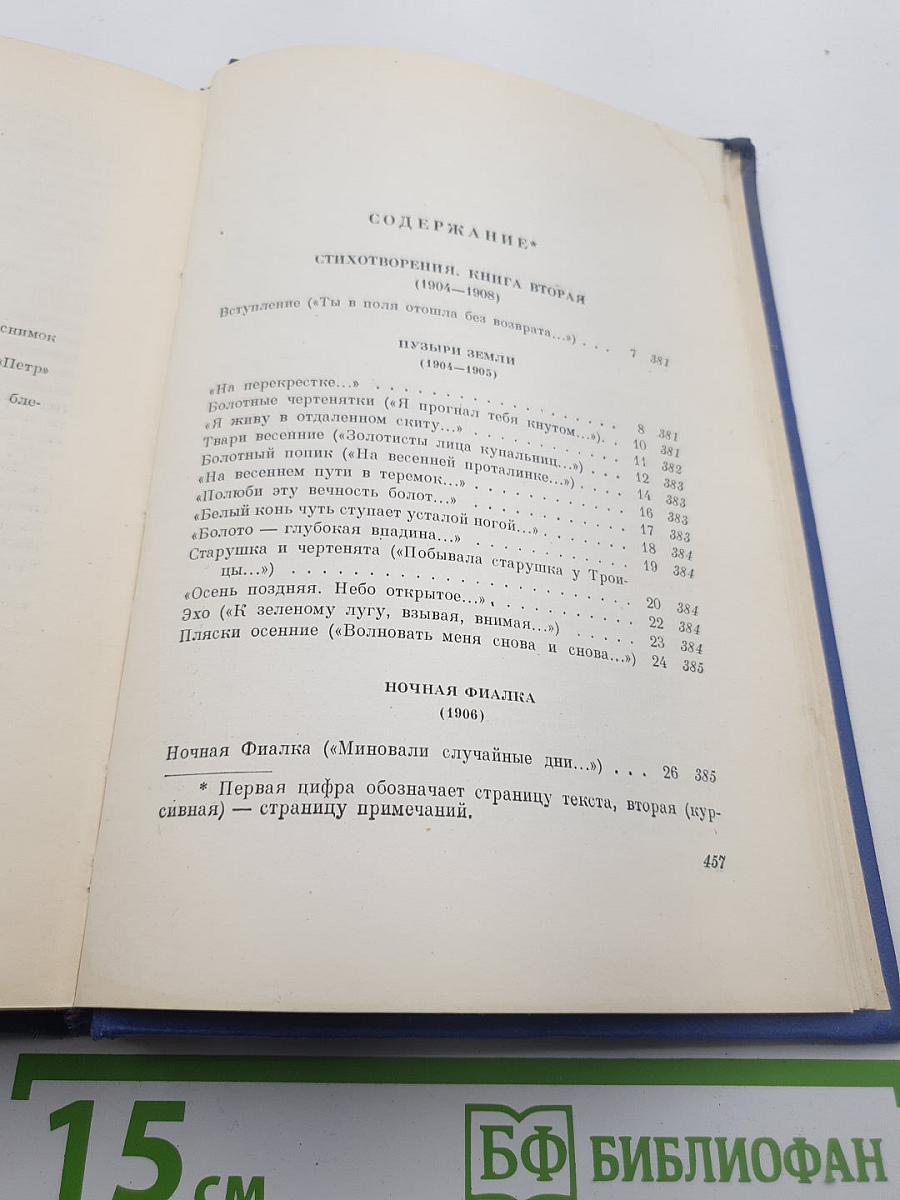 снимок
«Петр»
бле-
СОДЕРЖАНИЕ*
СТИХОТВОРЕНИЯ. КНИГА ВТОРАЯ
(1904—1908)
Вступление («Ты в поля отошла без возврата...») . . . 7 381
ПУЗЫРИ ЗЕМЛИ
(1904—1905)
«На перекрестке...» . . . . . . . . . . . . . . . 8 381
Болотные чертенятки («Я прогнал тебя кнутом...») . . 10 381
«Я живу в отдаленном скиту...» . . . . . . . . . . 11 382
Твари весенние («Золотисты лица купальниц...») . . . 12 383
Болотный попик («На весенней проталинке...») . . . . 14 383
«На весеннем пути в теремок...» . . . . . . . . . . 16 383
«Полюби эту вечность болот...» . . . . . . . . . . . 17 383
«Белый конь чуть ступает усталой ногой...» . . . . . . 18 384
«Болото — глубокая впадина...» . . . . . . . . . . 19 384
Старушка и чертенята («Побывала старушка у Трои-
цы...») . . . . . . . . . . . . . . . . . . . 20 384
«Осень поздняя. Небо открытое...» . . . . . . . . . . 22 384
Эхо («К зеленому лугу, взывая, внимая...») . . . . . 23 384
Пляски осенние («Волновать меня снова и снова...») 24 385
НОЧНАЯ ФИАЛКА
(1906)
Ночная Фиалка («Миновали случайные дни...») . . . 26 385
* Первая цифра обозначает страницу текста, вторая (кур-
сивная) — страницу примечаний.
457
15 см
БФ БИБЛИОФАН